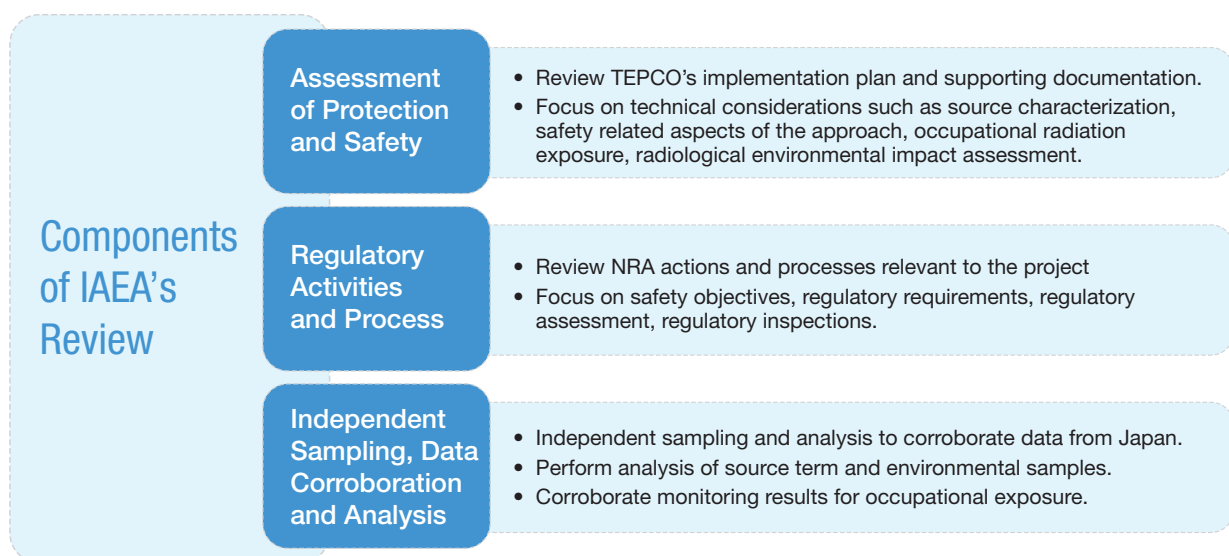 Components
of IAEA's
Review
Assessment
of Protection
and Safety
• Review TEPCO's implementation plan and supporting documentation.
• Focus on technical considerations such as source characterization,
safety related aspects of the approach, occupational radiation
exposure, radiological environmental impact assessment.
Regulatory
Activities
and Process
• Review NRA actions and processes relevant to the project
• Focus on safety objectives, regulatory requirements, regulatory
assessment, regulatory inspections.
Independent
Sampling, Data
Corroboration
and Analysis
• Independent sampling and analysis to corroborate data from Japan.
• Perform analysis of source term and environmental samples.
• Corroborate monitoring results for occupational exposure.